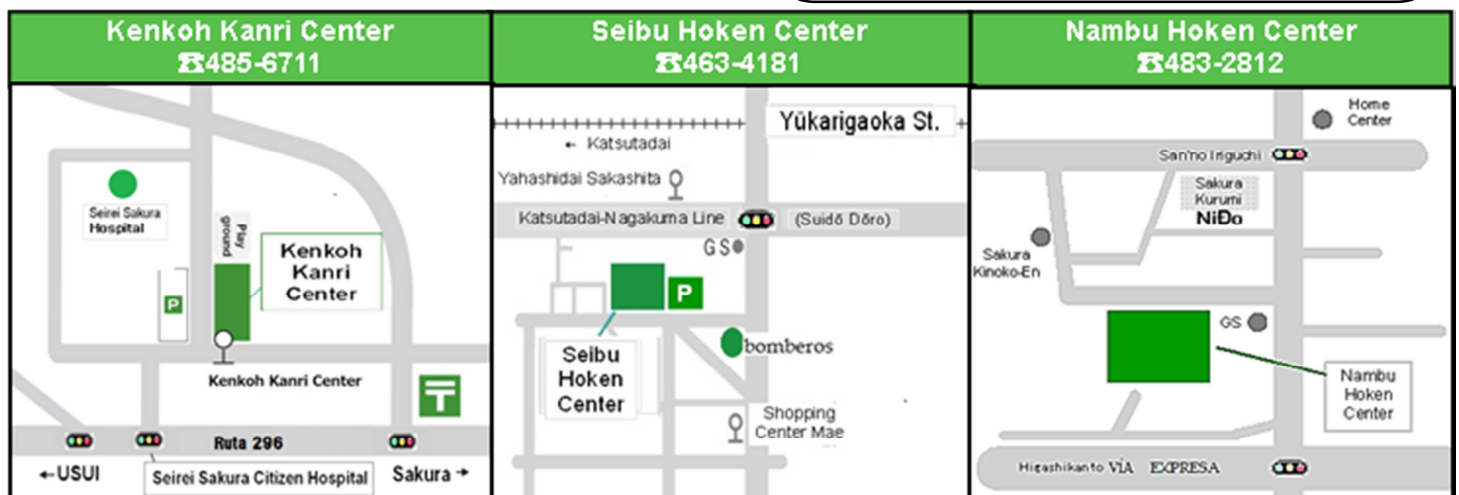 Kenkoh Kanri Center
☎485-6711
Seirei Sakura
Hospital
Play
ground
Kenkoh
Kanri
Center
P
Kenkoh Kanri Center
〒
Ruta 296
←USUI
Seirei Sakura Citizen Hospital
Sakura →
Seibu Hoken Center
☎463-4181
Yūkarigaoka St.
← Katsutadai
Yahashidai Sakashita
Katsutadai-Nagakuma Line
(Suidō Dōro)
GS
P
bomberos
Seibu
Hoken
Center
Shopping
Center Mae
Nambu Hoken Center
☎483-2812
Home
Center
San'no Iriguchi
Sakura
Kurumi
NiĐo
Sakura
Kinoko-En
GS
Nambu
Hoken
Center
Higashikanto VÍA EXPRESA